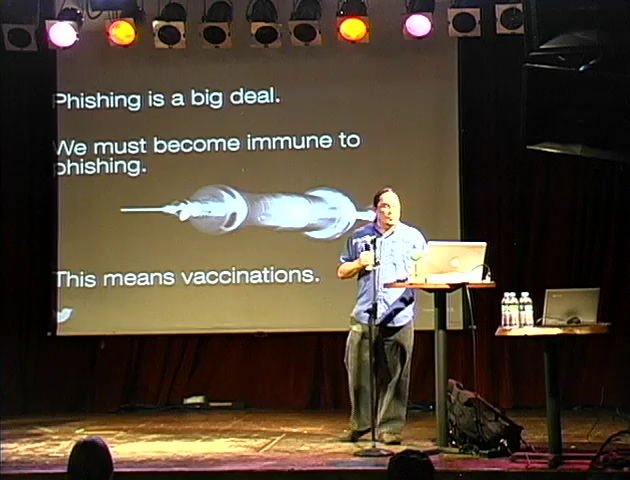 Phishing is a big deal.
We must become immune to
phishing.
This means vaccinations.